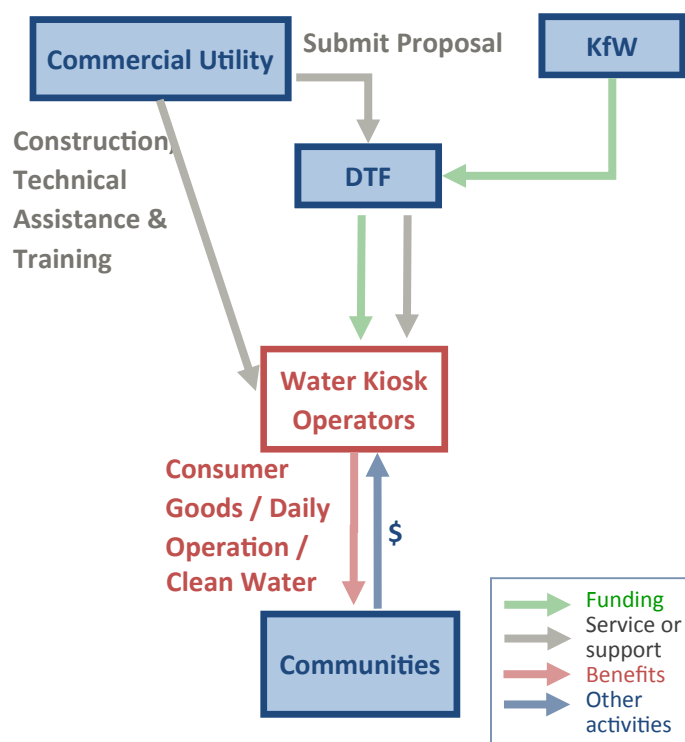 Commercial Utility
Submit Proposal
KfW
Construction,
Technical
Assistance &
Training
DTF
Water Kiosk
Operators
Consumer
Goods / Daily
Operation /
Clean Water
$
Communities
Funding
Service or
support
Benefits
Other
activities